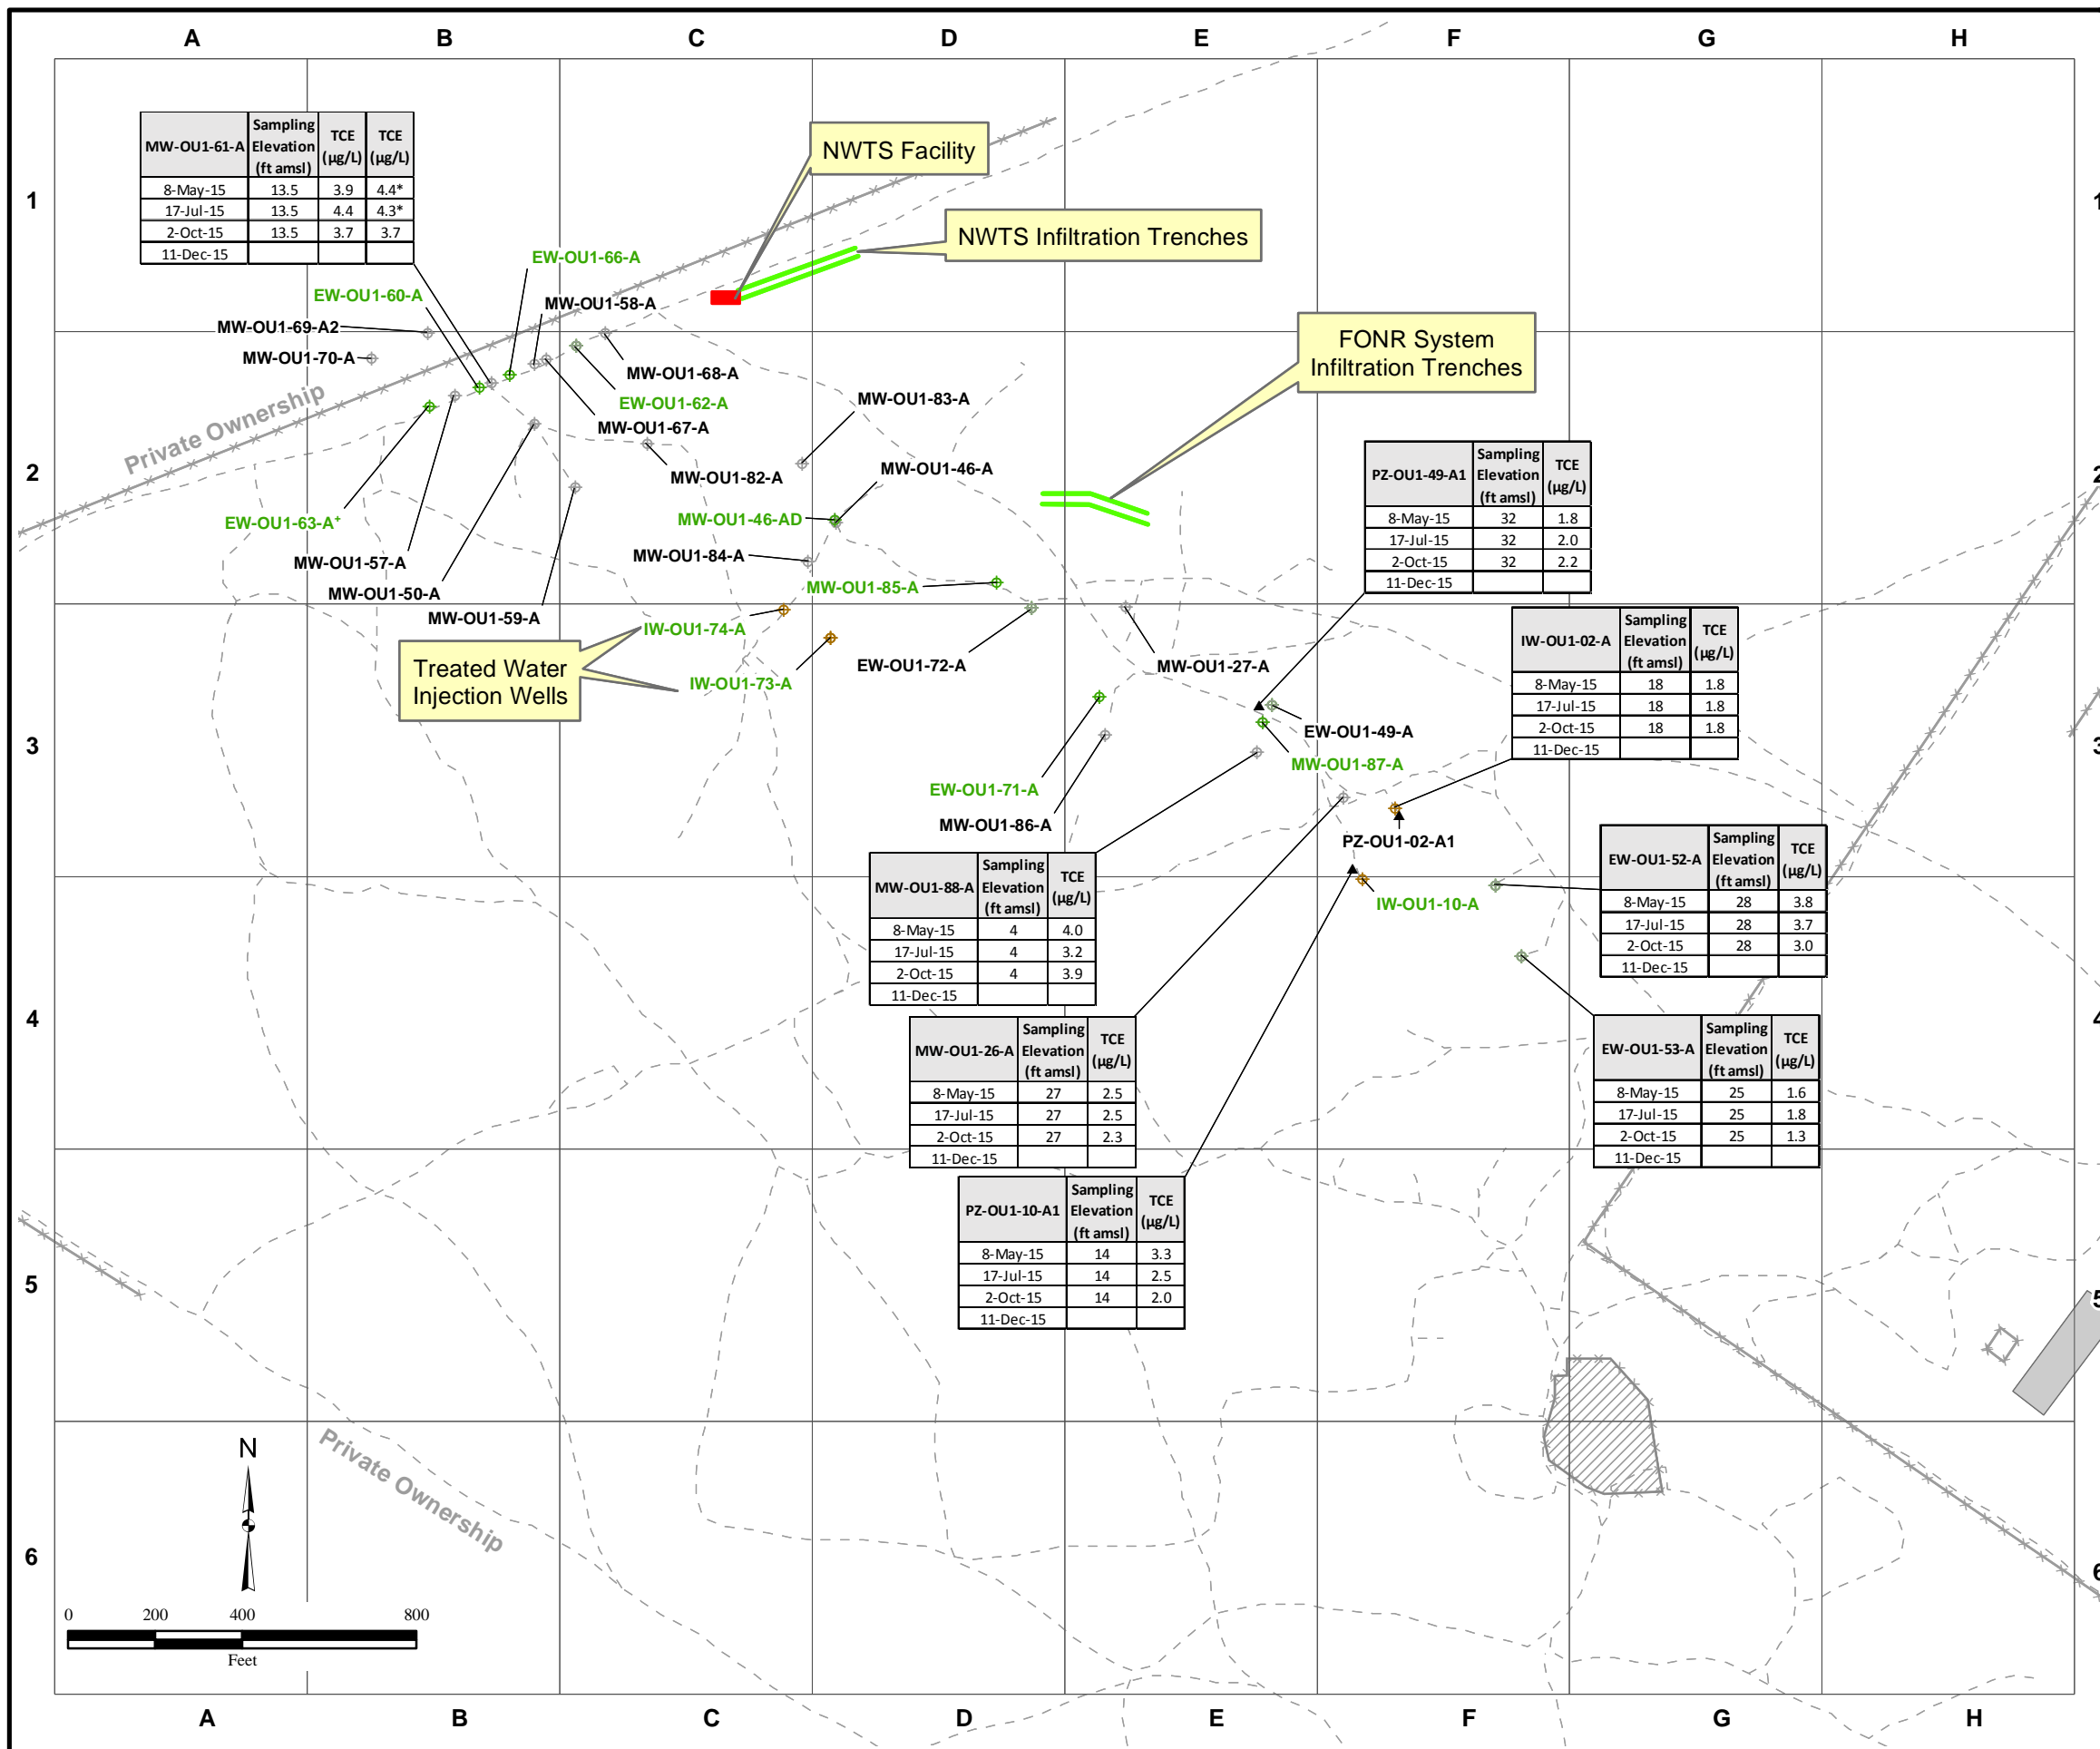 A B C D E F G H
MW-OU1-61-A Sampling Elevation (ft amsl) TCE (µg/L) TCE (µg/L)
8-May-15 13.5 3.9 4.4*
17-Jul-15 13.5 4.4 4.3*
2-Oct-15 13.5 3.7 3.7
11-Dec-15
NWTS Facility
1
NWTS Infiltration Trenches
EW-OU1-66-A
EW-OU1-60-A
MW-OU1-58-A
MW-OU1-69-A2
MW-OU1-70-A
FONR System
Infiltration Trenches
MW-OU1-68-A
EW-OU1-62-A
MW-OU1-67-A
Private Ownership
MW-OU1-83-A
MW-OU1-82-A
MW-OU1-46-A
2
EW-OU1-63-A+
MW-OU1-46-AD
MW-OU1-57-A
MW-OU1-84-A
MW-OU1-50-A
MW-OU1-85-A
MW-OU1-59-A
PZ-OU1-49-A1 Sampling Elevation (ft amsl) TCE (µg/L)
8-May-15 32 1.8
17-Jul-15 32 2.0
2-Oct-15 32 2.2
11-Dec-15
IW-OU1-74-A
Treated Water
Injection Wells
IW-OU1-73-A
EW-OU1-72-A
MW-OU1-27-A
IW-OU1-02-A Sampling Elevation (ft amsl) TCE (µg/L)
8-May-15 18 1.8
17-Jul-15 18 1.8
2-Oct-15 18 1.8
11-Dec-15
3
EW-OU1-49-A
MW-OU1-87-A
EW-OU1-71-A
MW-OU1-86-A
PZ-OU1-02-A1
EW-OU1-52-A Sampling Elevation (ft amsl) TCE (µg/L)
8-May-15 28 3.8
17-Jul-15 28 3.7
2-Oct-15 28 3.0
11-Dec-15
IW-OU1-10-A
MW-OU1-88-A Sampling Elevation (ft amsl) TCE (µg/L)
8-May-15 4 4.0
17-Jul-15 4 3.2
2-Oct-15 4 3.9
11-Dec-15
4
MW-OU1-26-A Sampling Elevation (ft amsl) TCE (µg/L)
8-May-15 27 2.5
17-Jul-15 27 2.5
2-Oct-15 27 2.3
11-Dec-15
4
EW-OU1-53-A Sampling Elevation (ft amsl) TCE (µg/L)
8-May-15 25 1.6
17-Jul-15 25 1.8
2-Oct-15 25 1.3
11-Dec-15
PZ-OU1-10-A1 Sampling Elevation (ft amsl) TCE (µg/L)
8-May-15 14 3.3
17-Jul-15 14 2.5
2-Oct-15 14 2.0
11-Dec-15
5
N
Private Ownership
6
0 200 400 800
Feet
A B C D E F G H